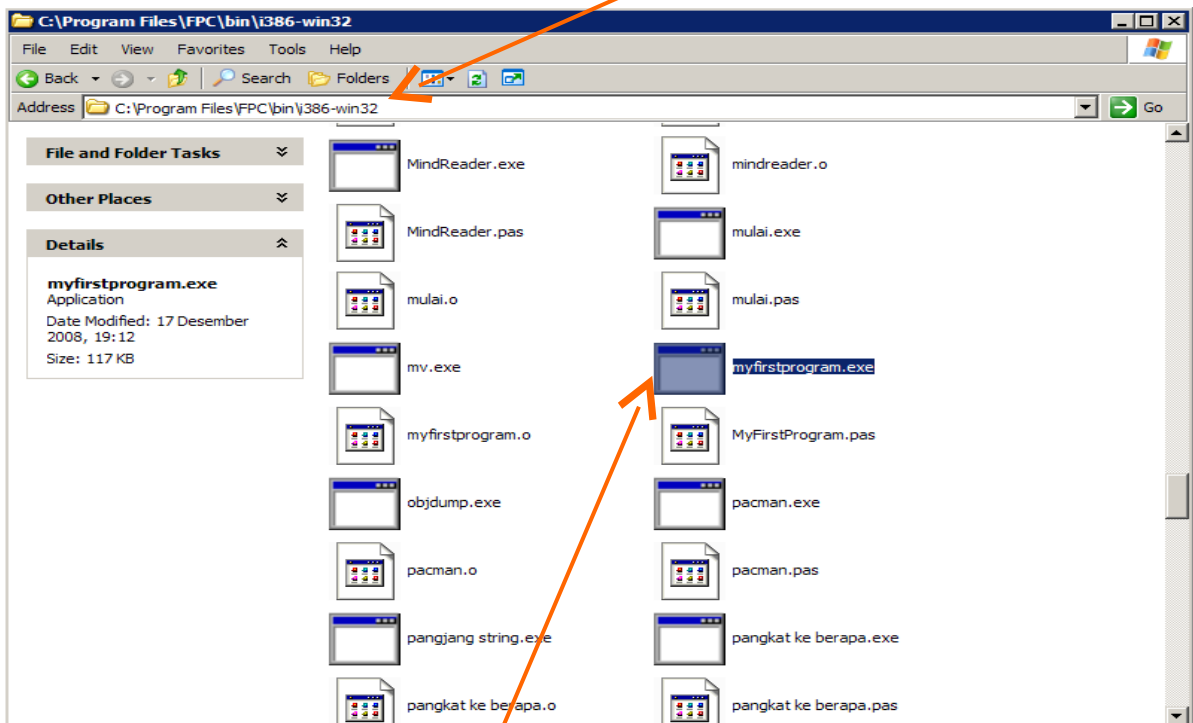 C:\Program Files\FPC\bin\i386-win32
File Edit View Favorites Tools Help
Back Search Folders
Address C:\Program Files\FPC\bin\i386-win32 Go
File and Folder Tasks
Other Places
Details
myfirstprogram.exe
Application
Date Modified: 17 Desember
2008, 19:12
Size: 117 KB
MindReader.exe
mindreader.o
MindReader.pas
mulai.exe
mulai.o
mulai.pas
mv.exe
myfirstprogram.exe
myfirstprogram.o
MyFirstProgram.pas
objdump.exe
pacman.exe
pacman.o
pacman.pas
pangjang string.exe
pangkat ke berapa.exe
pangkat ke berapa.o
pangkat ke berapa.pas